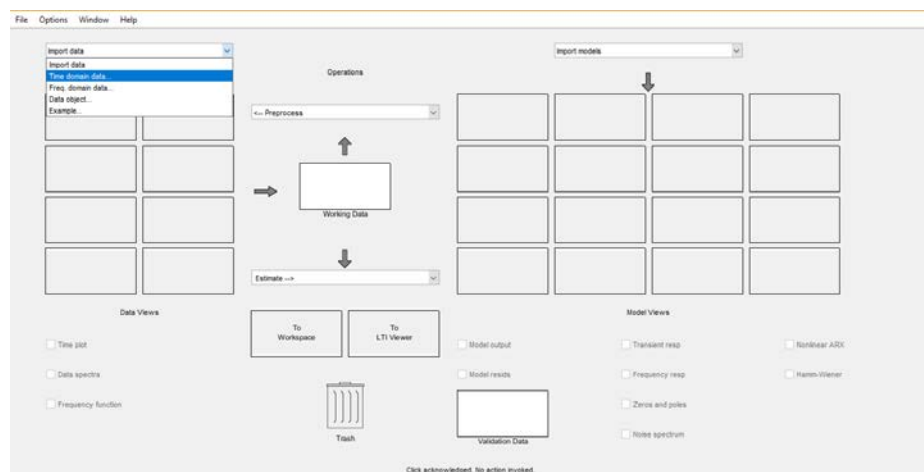 File Options Window Help
Import data
Import data
Time domain data...
Freq. domain data...
Data object...
Example...
Operations
Import models
<-- Preprocess
Working Data
Estimate -->
Data Views
Model Views
To
Workspace
To
LTI Viewer
Time plot
Data spectra
Frequency function
Trash
Model output
Model resids
Validation Data
Transient resp
Frequency resp
Zeros and poles
Noise spectrum
Nonlinear ARX
Hamm-Wiener
Click acknowledged. No action invoked.